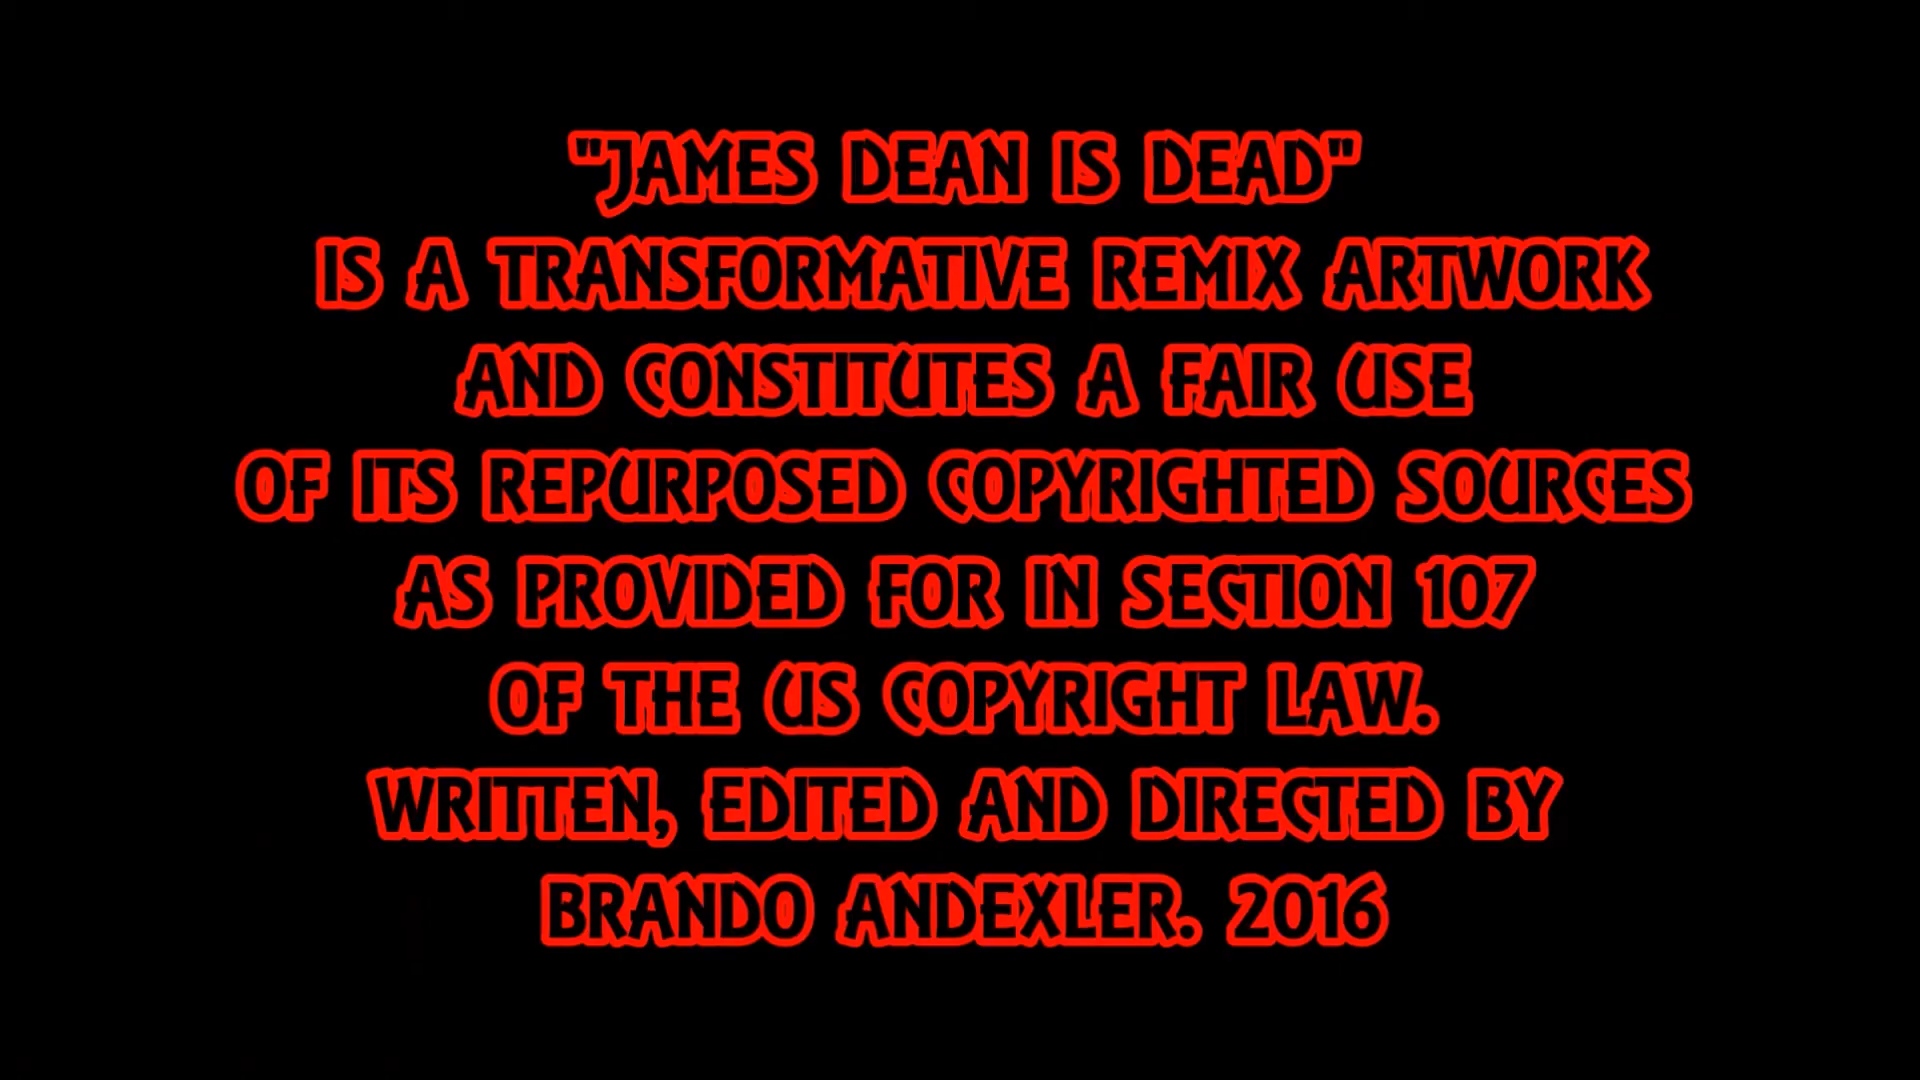 "JAMES DEAN IS DEAD"
IS A TRANSFORMATIVE REMIX ARTWORK
AND CONSTITUTES A FAIR USE
OF ITS REPURPOSED COPYRIGHTED SOURCES
AS PROVIDED FOR IN SECTION 107
OF THE US COPYRIGHT LAW.
WRITTEN, EDITED AND DIRECTED BY
BRANDO ANDEXLER. 2016